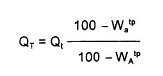 Q_T = Q_t (100 – W_a^tp) / (100 – W_A^tp)